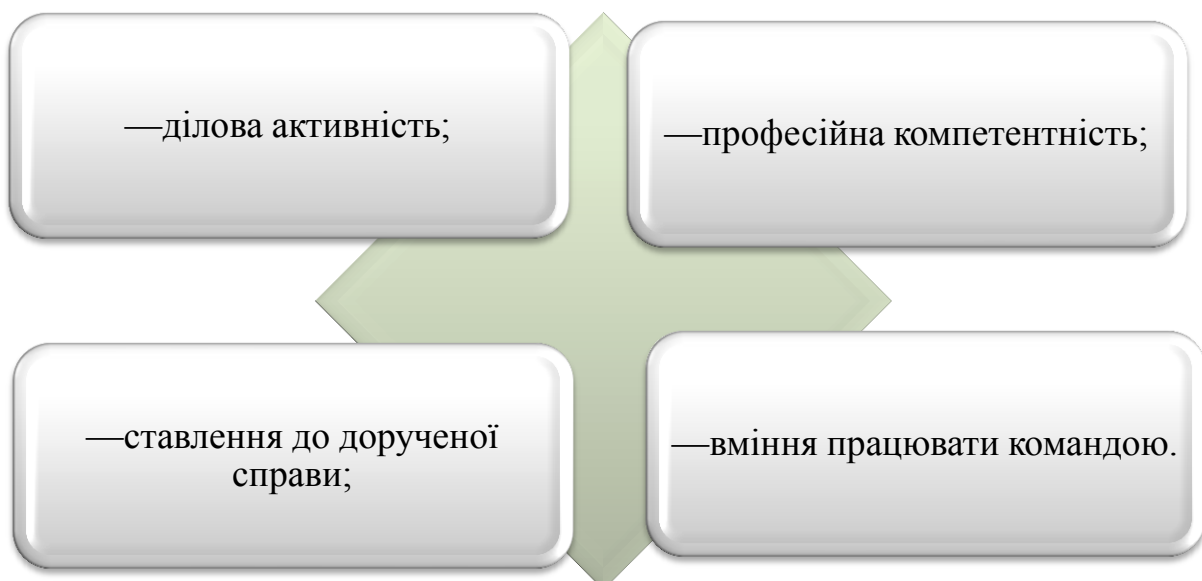 —ділова активність;
—професійна компетентність;
—ставлення до дорученої
справи;
—вміння працювати командою.